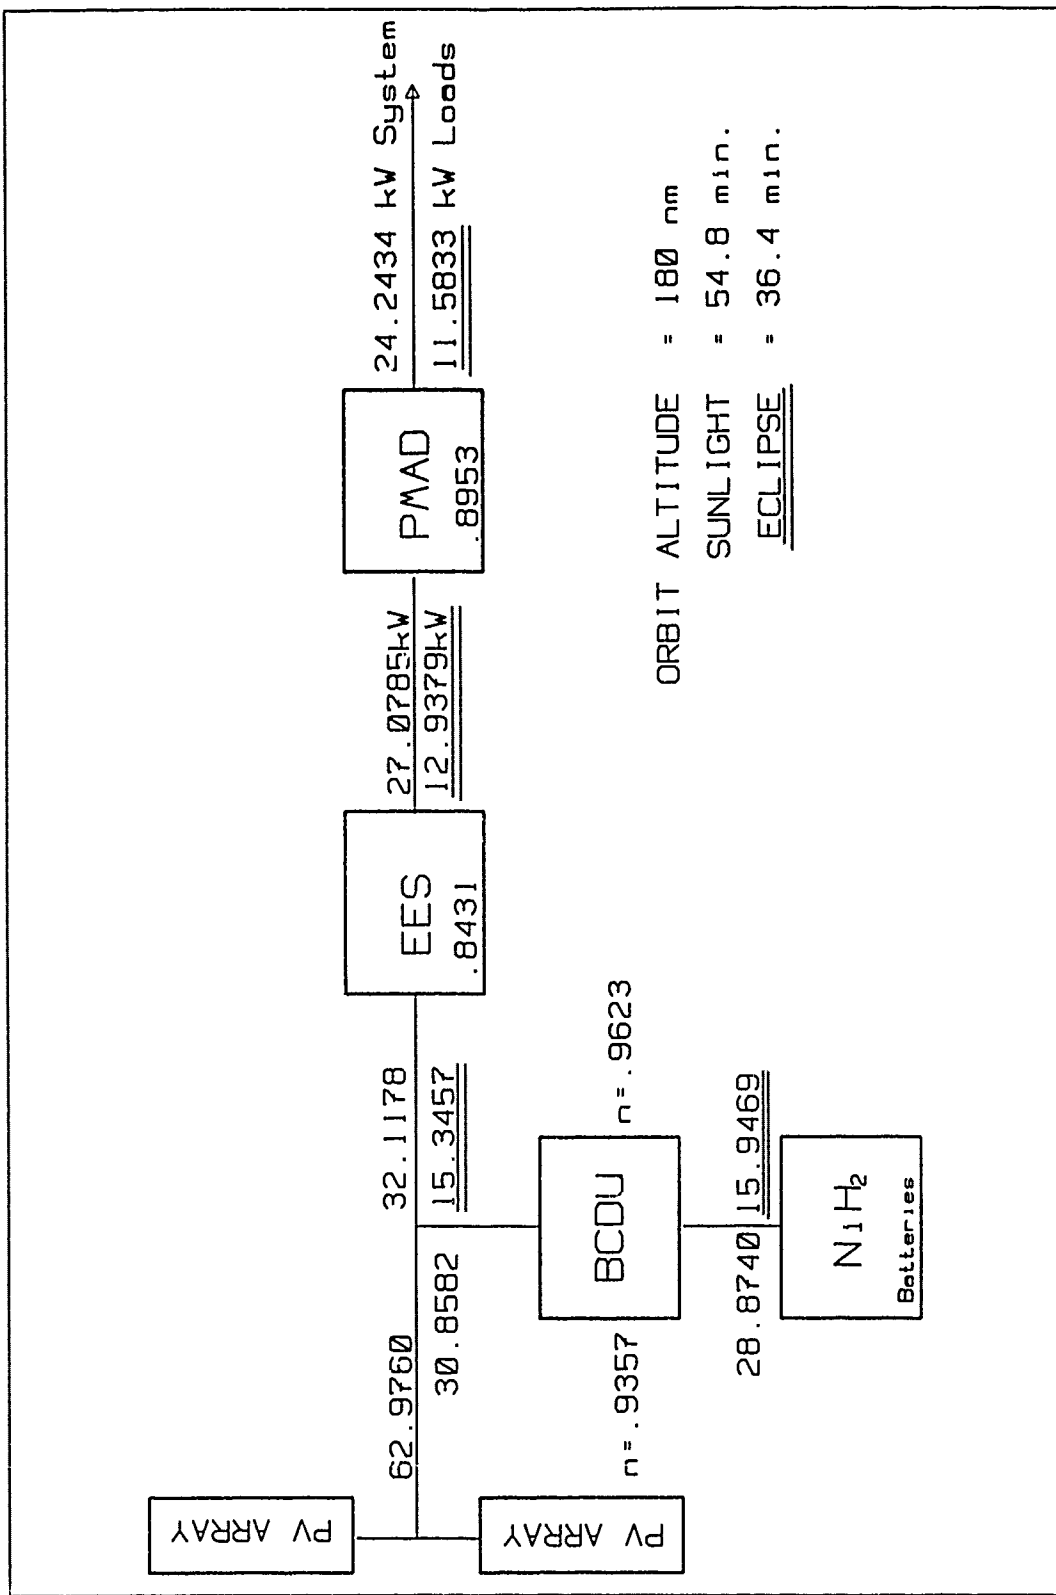 PV ARRAY
PV ARRAY
62.9760
30.8582
32.1178
15.3457
EES
.8431
27.0785kW
12.9379kW
PMAD
.8953
24.2434 kW System
11.5833 kW Loads
n=.9357
BCDU
n=.9623
28.8740 15.9469
NiH₂
Batteries
ORBIT ALTITUDE = 180 nm
SUNLIGHT = 54.8 min.
ECLIPSE = 36.4 min.